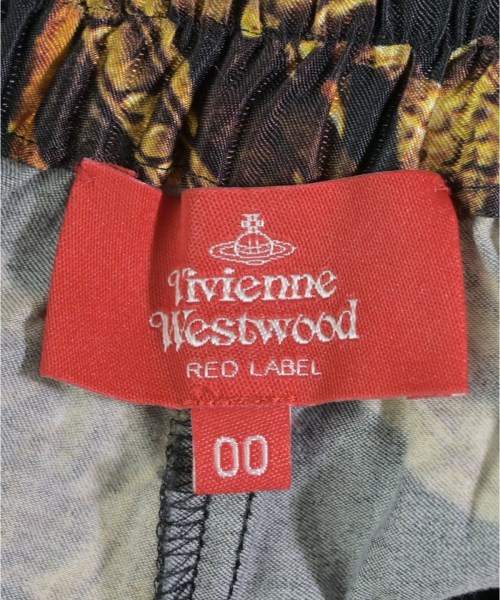 Vivienne
Westwood
RED LABEL
00